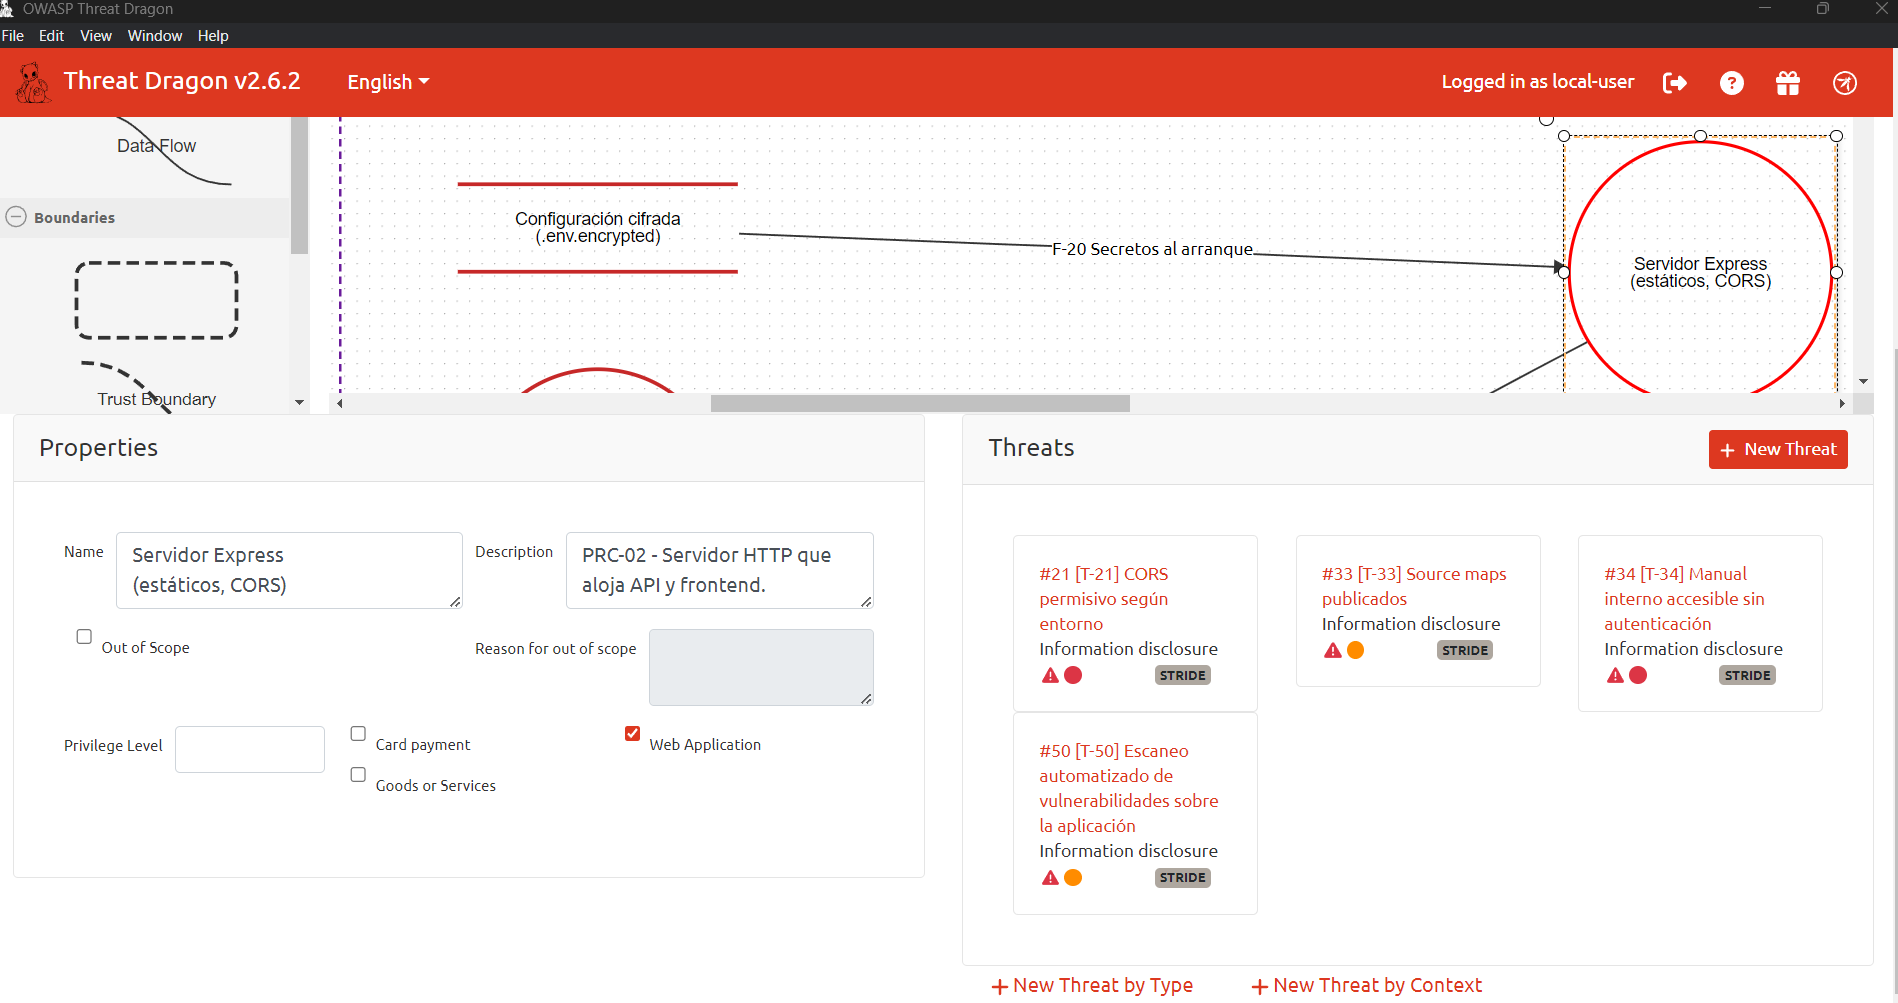 OWASP Threat Dragon
File Edit View Window Help
Threat Dragon v2.6.2
English
Logged in as local-user
Data Flow
Boundaries
Trust Boundary
Configuración cifrada
(.env.encrypted)
F-20 Secretos al arranque
Servidor Express
(estáticos, CORS)
Properties
Name
Servidor Express
(estáticos, CORS)
Description
PRC-02 - Servidor HTTP que
aloja API y frontend.
Out of Scope
Reason for out of scope
Privilege Level
Card payment
Web Application
Goods or Services
Threats
+ New Threat
#21 [T-21] CORS
permisivo según
entorno
Information disclosure
STRIDE
#33 [T-33] Source maps
publicados
Information disclosure
STRIDE
#34 [T-34] Manual
interno accesible sin
autenticación
Information disclosure
STRIDE
#50 [T-50] Escaneo
automatizado de
vulnerabilidades sobre
la aplicación
Information disclosure
STRIDE
+ New Threat by Type
+ New Threat by Context